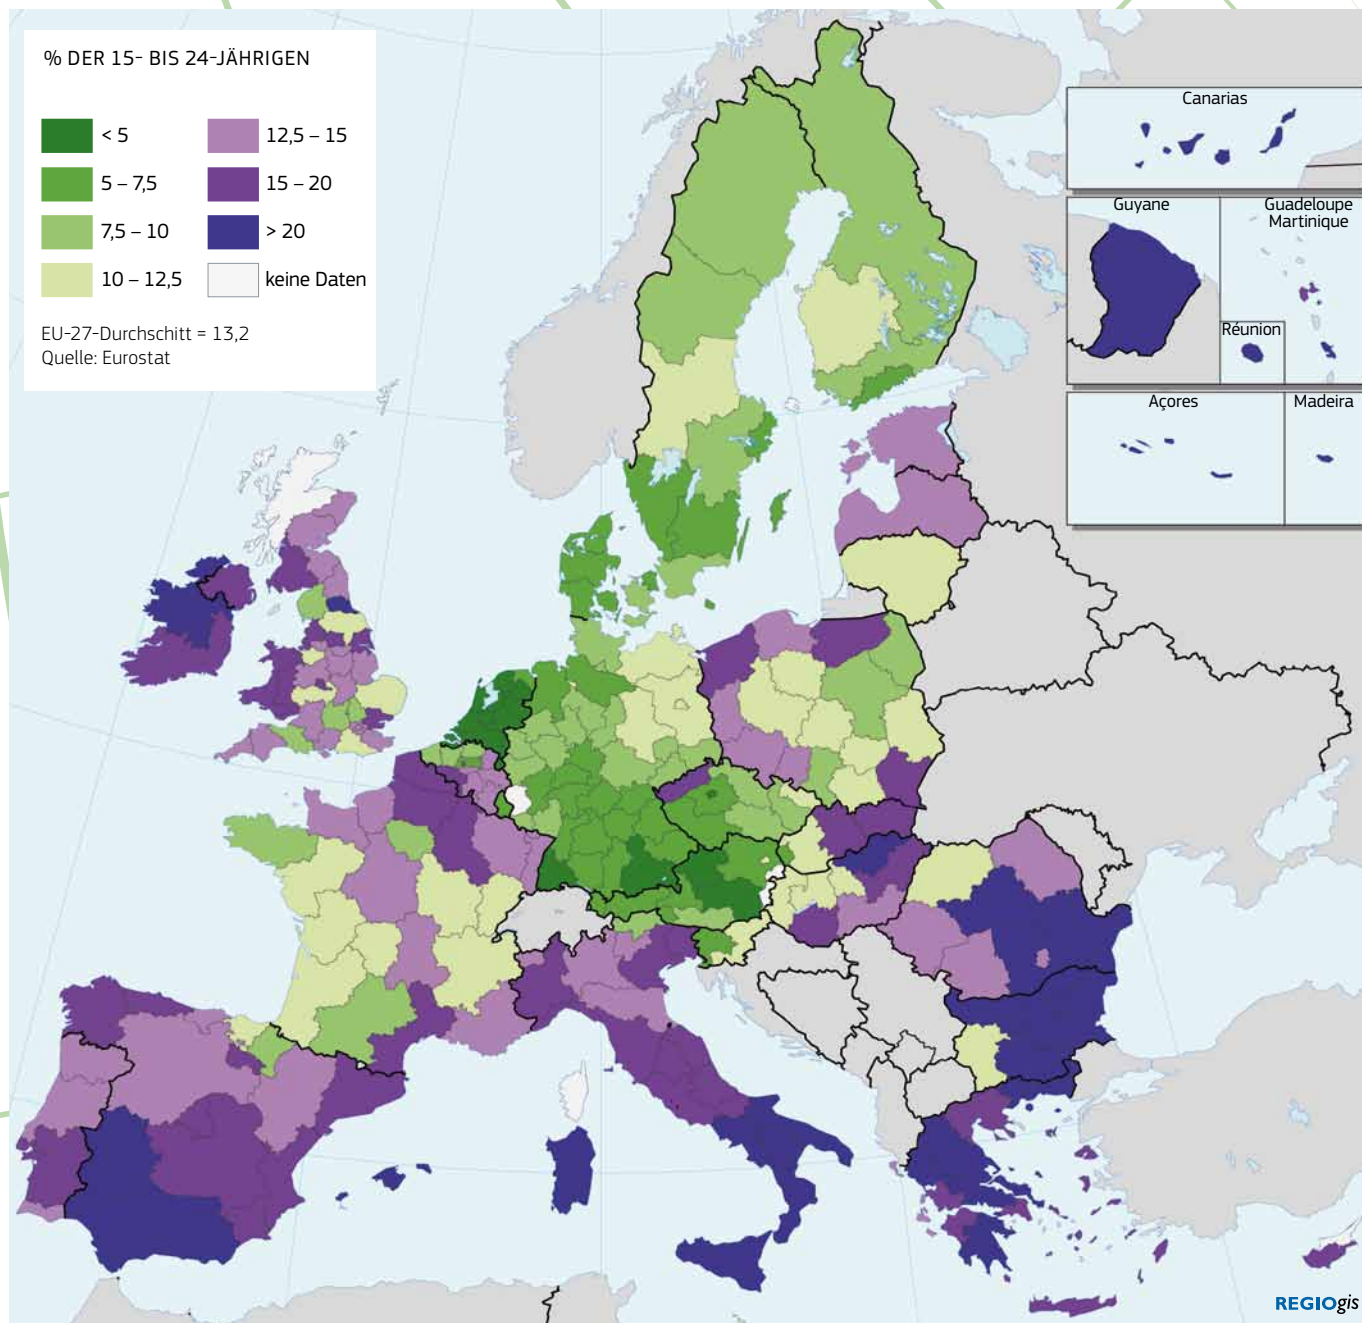 % DER 15- BIS 24-JÄHRIGEN
< 5
5 – 7,5
7,5 – 10
10 – 12,5
12,5 – 15
15 – 20
> 20
keine Daten
EU-27-Durchschitt = 13,2
Quelle: Eurostat
Canarias
Guyane
Guadeloupe
Martinique
Réunion
Açores
Madeira
REGIOgis